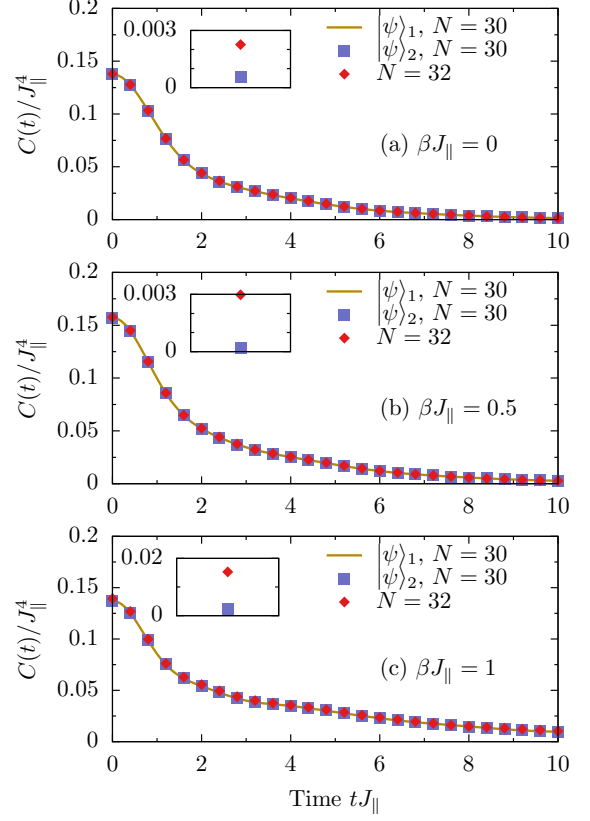 0.003
0
|ψ⟩₁, N = 30
|ψ⟩₂, N = 30
N = 32
(a) βJ∥ = 0
C(t)/J∥⁴
0.2
0.15
0.1
0.05
0
0 2 4 6 8 10
0.003
0
|ψ⟩₁, N = 30
|ψ⟩₂, N = 30
N = 32
(b) βJ∥ = 0.5
C(t)/J∥⁴
0.2
0.15
0.1
0.05
0
0 2 4 6 8 10
0.02
0
|ψ⟩₁, N = 30
|ψ⟩₂, N = 30
N = 32
(c) βJ∥ = 1
C(t)/J∥⁴
0.2
0.15
0.1
0.05
0
0 2 4 6 8 10
Time tJ∥